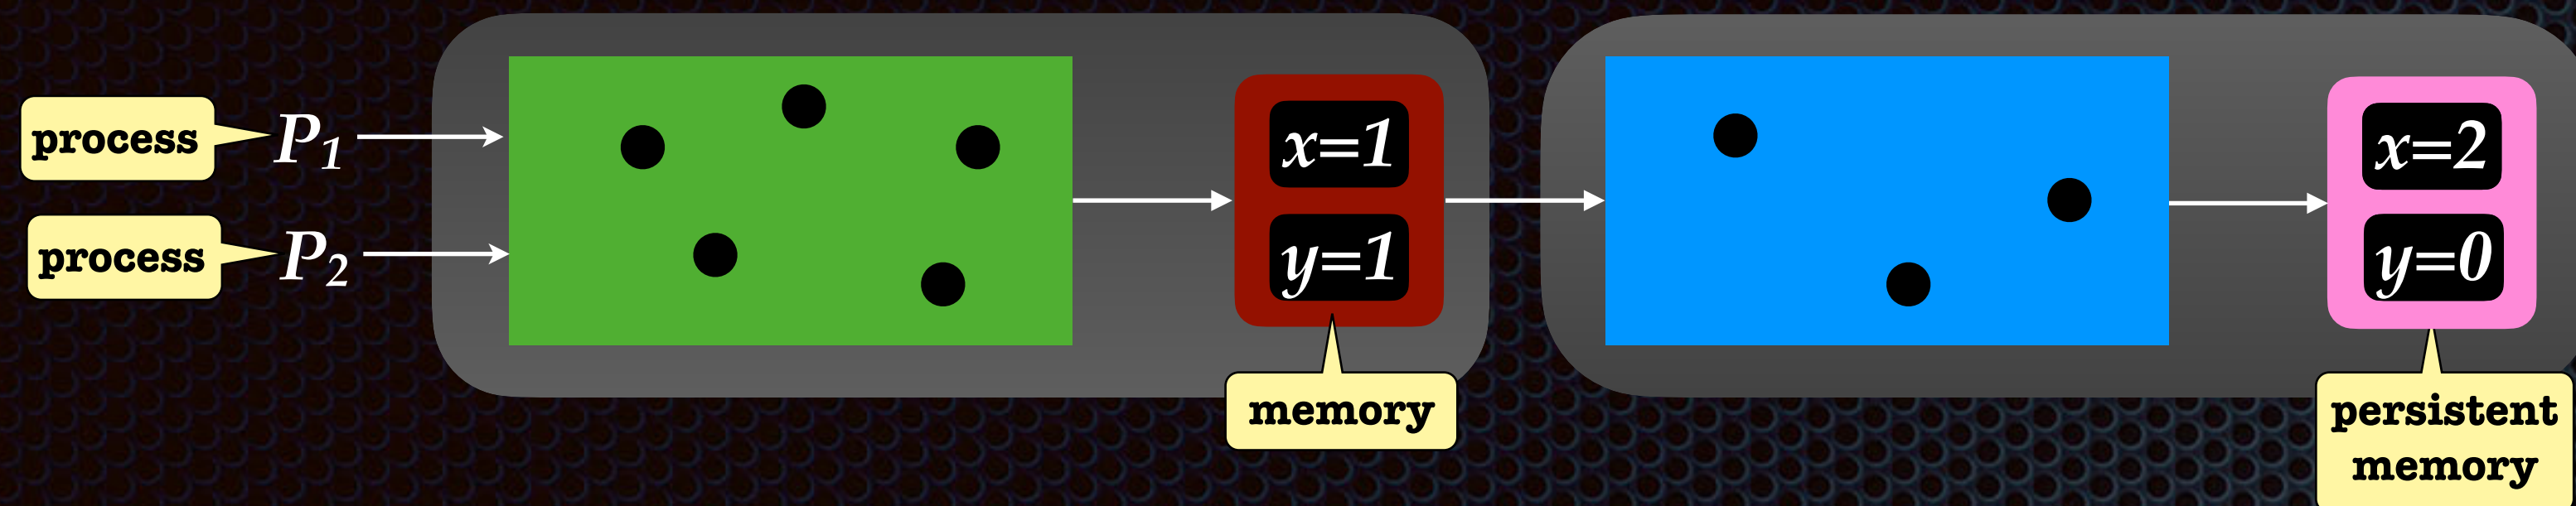 process P1
process P2
x=1
y=1
memory
x=2
y=0
persistent
memory